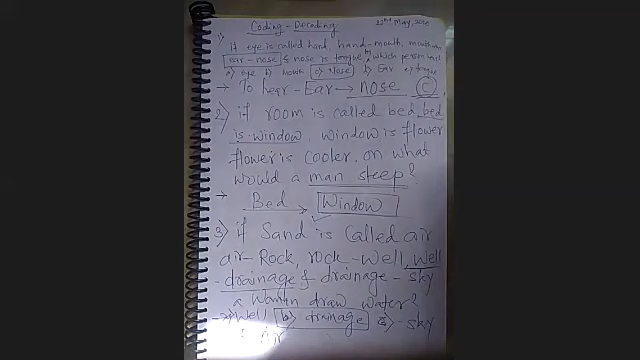 Coding - Decoding 22nd May, 2020
1) if eye is called hand, hand - mouth, mouth-ear
ear - nose & nose is tongue, which person will
a) eye b) mouth c) Nose d) Ear e) tongue
→ To hear - Ear → NOSE (C)
2) if room is called bed, bed
is window, window is flower
flower is cooler, on what
would a man sleep?
→ Bed → Window
3) if Sand is called air
air - Rock, rock - Well, Well
- drainage & drainage - sky
a Woman draw water?
→ Well b) drainage c) - sky
Air